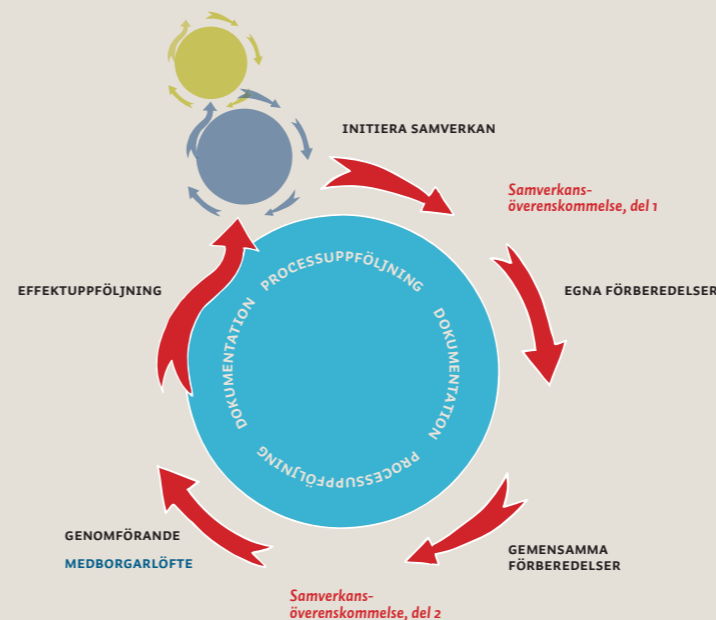 INITIERA SAMVERKAN
Samverkans-
överenskommelse, del 1
EGNA FÖRBEREDELSER
GEMENSAMMA
FÖRBEREDELSER
Samverkans-
överenskommelse, del 2
GENOMFÖRANDE
MEDBORGARLÖFTE
EFFEKTUPPFÖLJNING
PROCESSUPPFÖLJNING
DOKUMENTATION
PROCESSUPPFÖLJNING
DOKUMENTATION